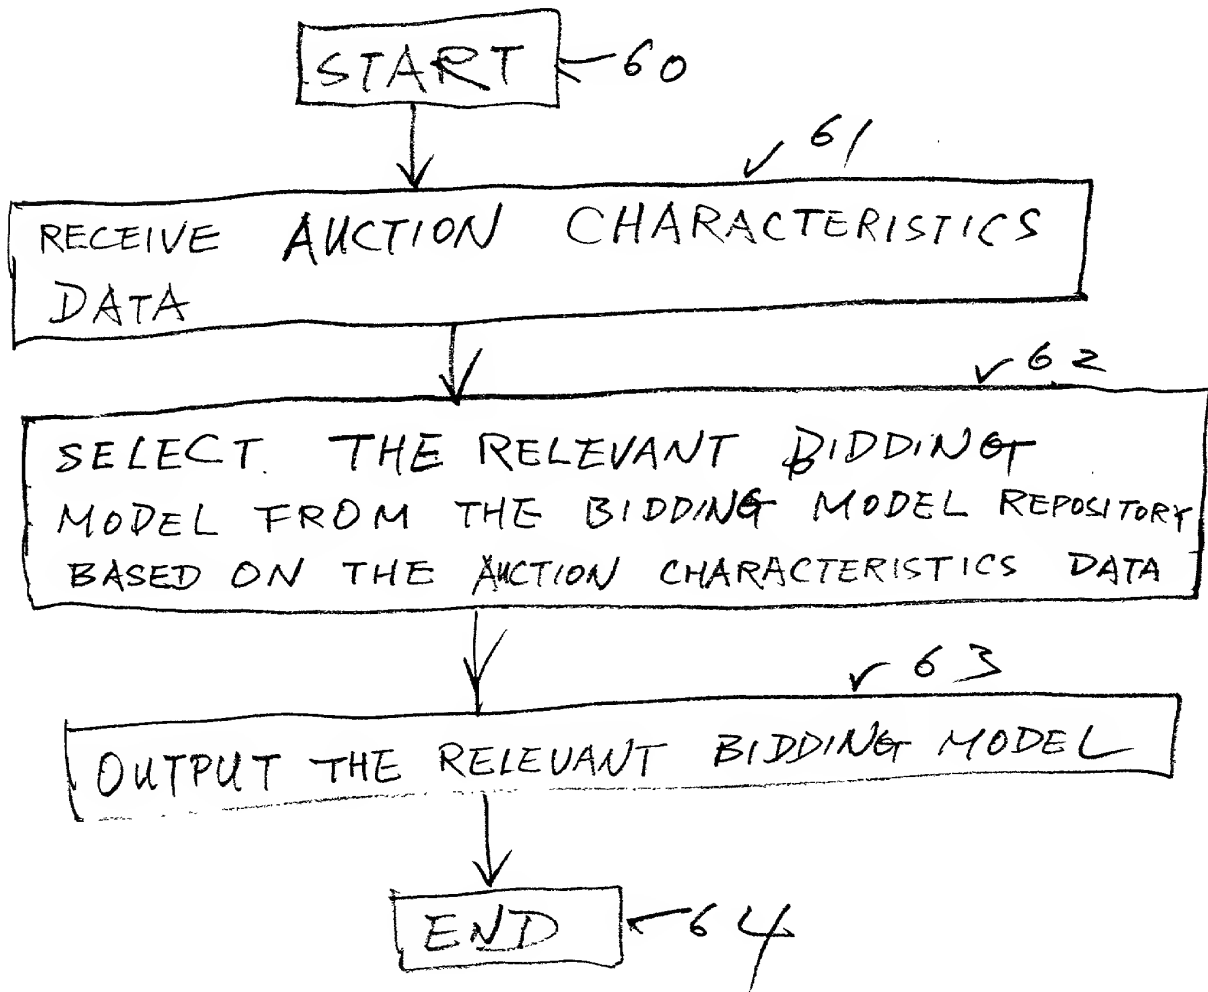 START 60
61
RECEIVE AUCTION CHARACTERISTICS
DATA
62
SELECT. THE RELEVANT BIDDING
MODEL FROM THE BIDDING MODEL REPOSITORY
BASED ON THE AUCTION CHARACTERISTICS DATA
63
OUTPUT THE RELEVANT BIDDING MODEL
END 64